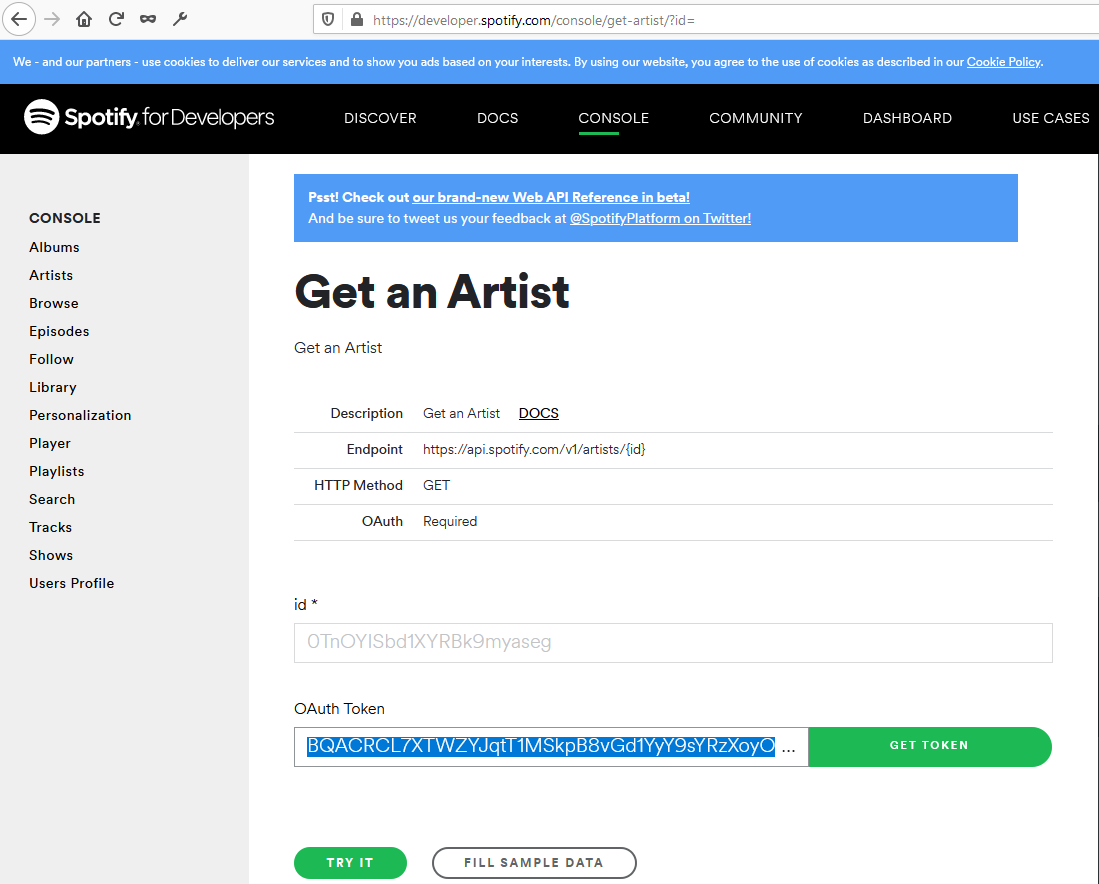 https://developer.spotify.com/console/get-artist/?id=
We - and our partners - use cookies to deliver our services and to show you ads based on your interests. By using our website, you agree to the use of cookies as described in our Cookie Policy.
Spotify for Developers
DISCOVER
DOCS
CONSOLE
COMMUNITY
DASHBOARD
USE CASES
CONSOLE
Albums
Artists
Browse
Episodes
Follow
Library
Personalization
Player
Playlists
Search
Tracks
Shows
Users Profile
Psst! Check out our brand-new Web API Reference in beta!
And be sure to tweet us your feedback at @SpotifyPlatform on Twitter!
Get an Artist
Get an Artist
Description Get an Artist DOCS
Endpoint https://api.spotify.com/v1/artists/{id}
HTTP Method GET
OAuth Required
id *
0TnOYISbd1XYRBk9myaseg
OAuth Token
BQACRCL7XTWZYJqtT1MSkpB8vGd1YyY9sYRzXoyO ...
GET TOKEN
TRY IT
FILL SAMPLE DATA